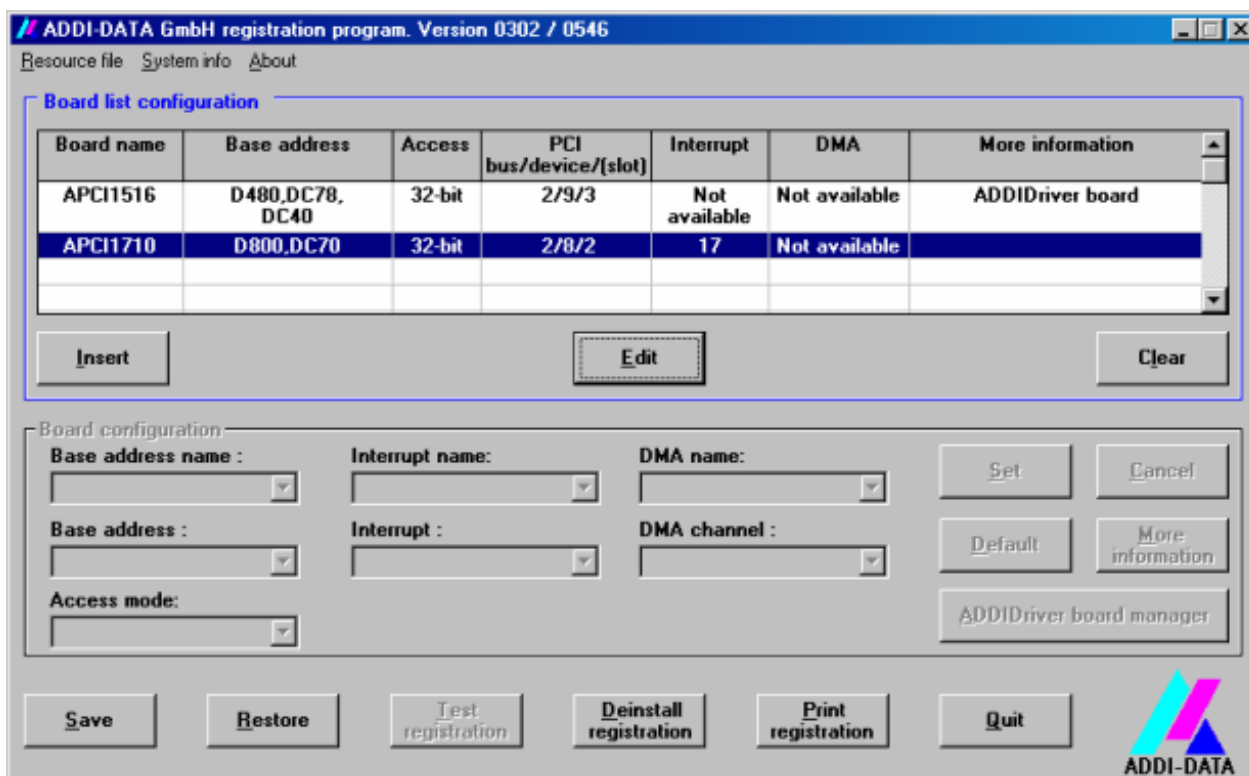 ADDI-DATA GmbH registration program. Version 0302 / 0546
Resource file System info About
Board list configuration
Board name Base address Access PCI bus/device/(slot) Interrupt DMA More information
APCI1516 D480,DC78, DC40 32-bit 2/9/3 Not available Not available ADDIDriver board
APCI1710 D800,DC70 32-bit 2/8/2 17 Not available
Insert Edit Clear
Board configuration
Base address name : Interrupt name: DMA name:
Set Cancel
Base address : Interrupt : DMA channel :
Default More information
Access mode:
ADDIDriver board manager
Save Restore Test registration Deinstall registration Print registration Quit
ADDI-DATA